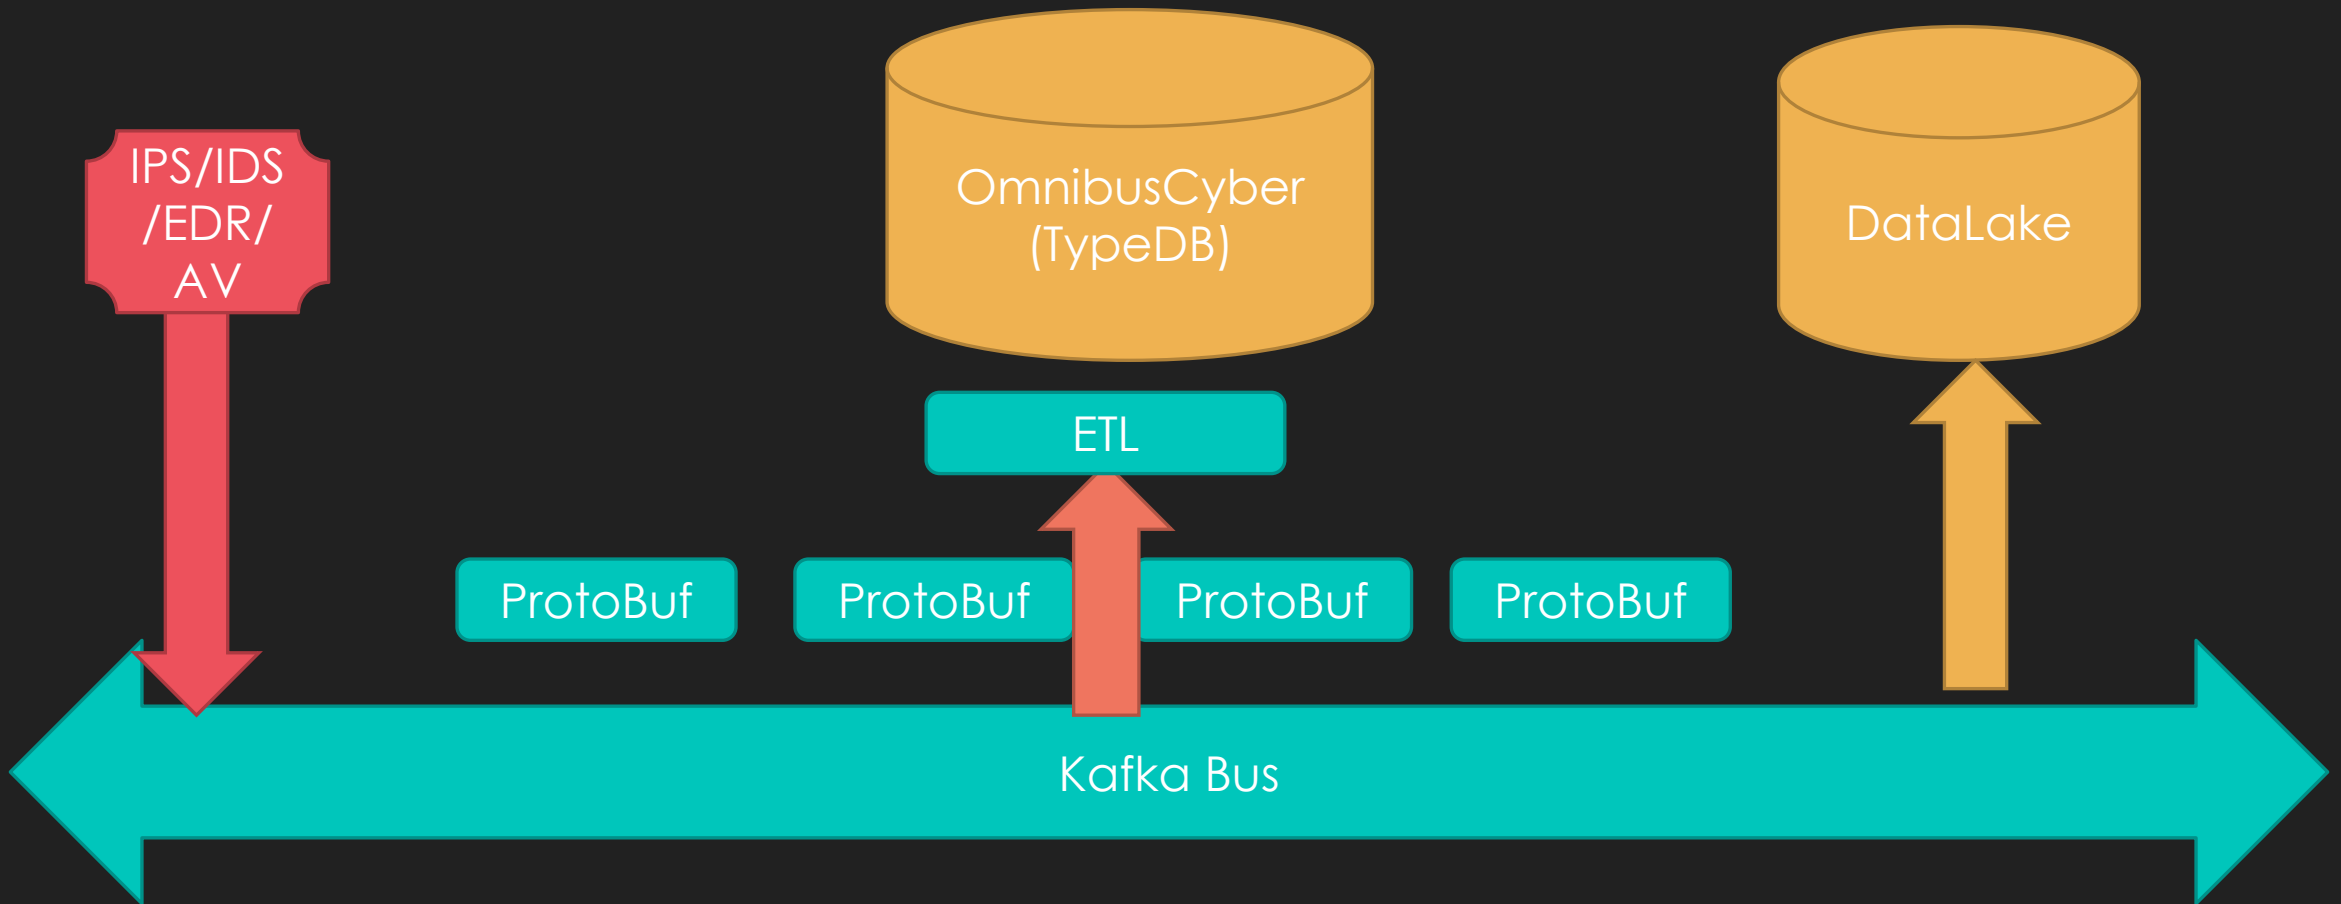 IPS/IDS
/EDR/
AV
OmnibusCyber
(TypeDB)
DataLake
ETL
ProtoBuf
ProtoBuf
ProtoBuf
ProtoBuf
Kafka Bus